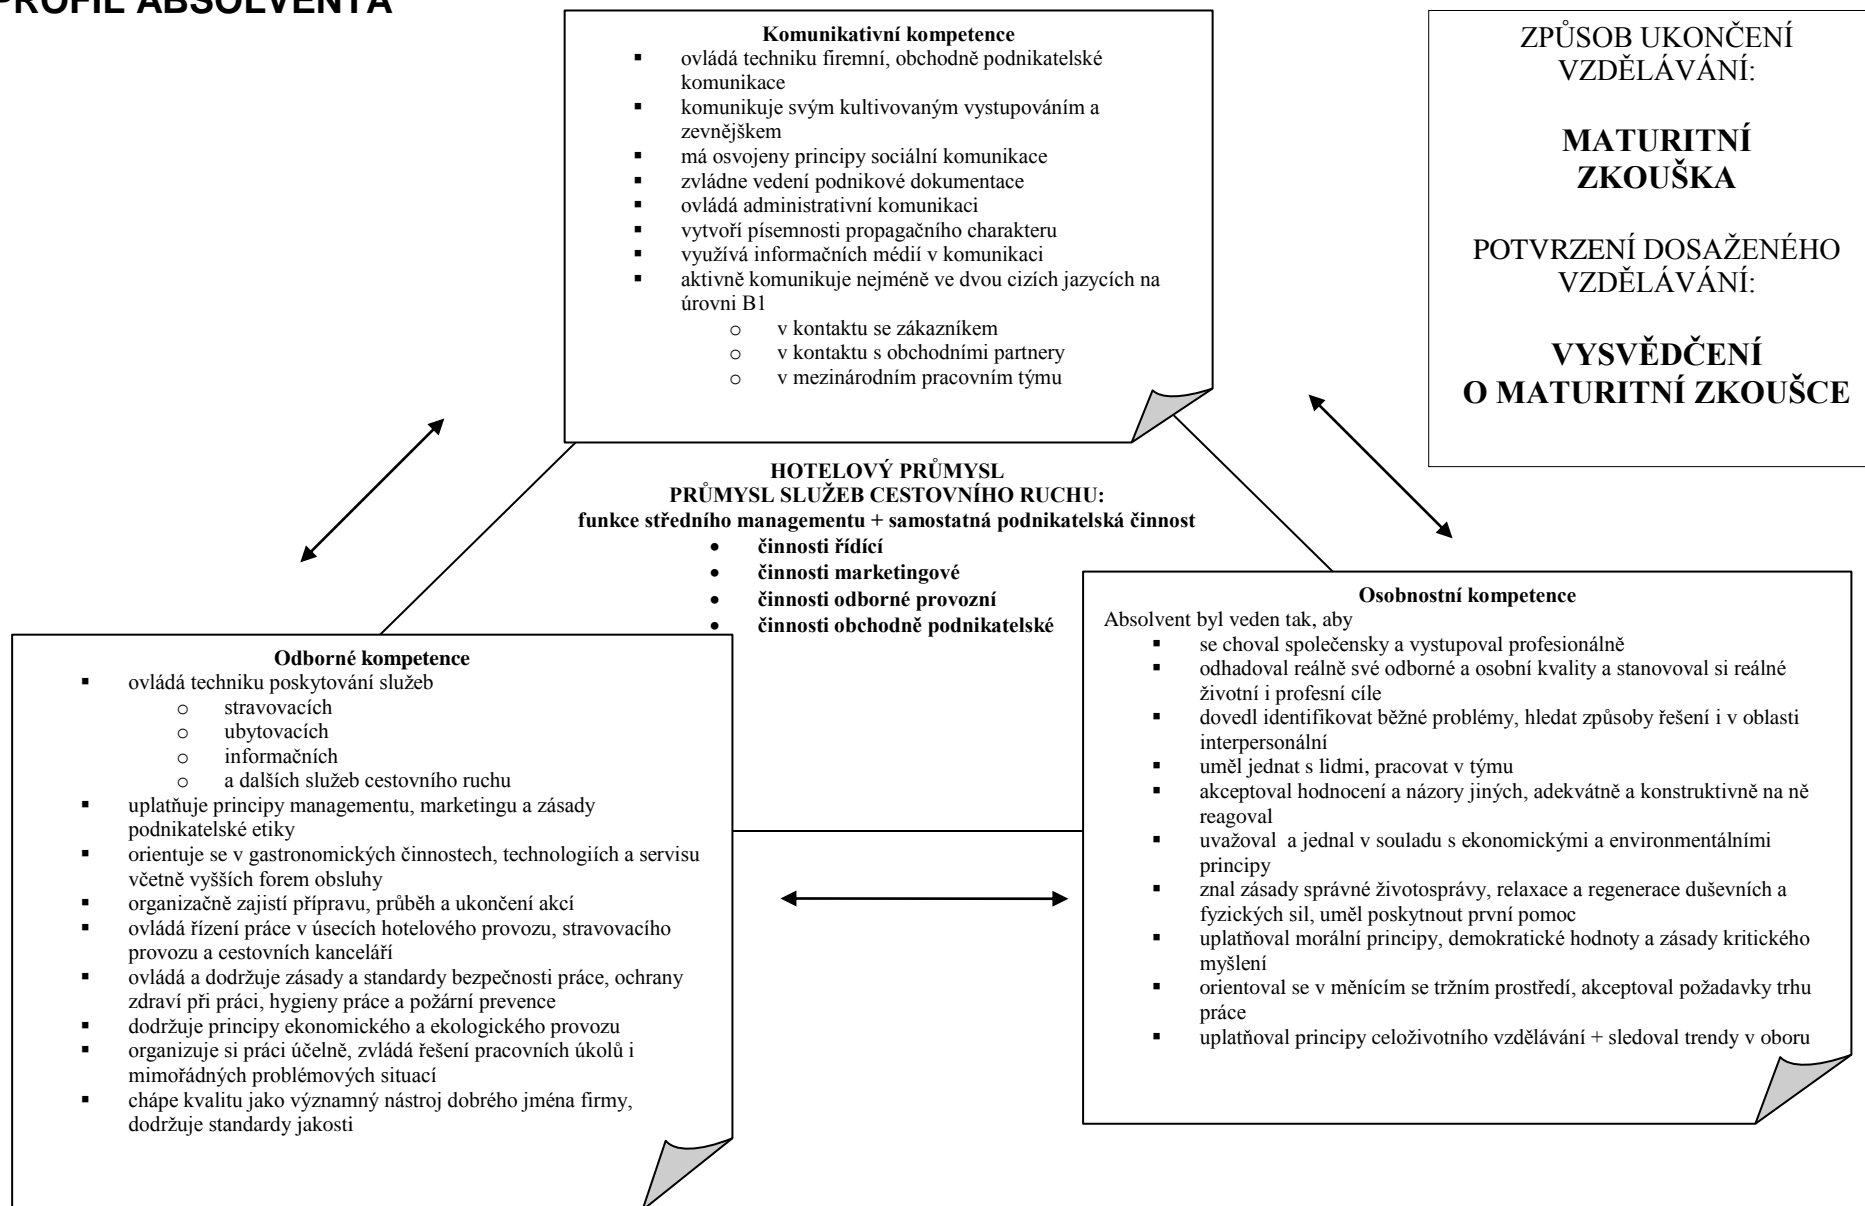 PROFIL ABSOLVENTA
Komunikativní kompetence
▪ ovládá techniku firemní, obchodně podnikatelské
komunikace
▪ komunikuje svým kultivovaným vystupováním a
zevnějškem
▪ má osvojeny principy sociální komunikace
▪ zvládne vedení podnikové dokumentace
▪ ovládá administrativní komunikaci
▪ vytvoří písemnosti propagačního charakteru
▪ využívá informačních médií v komunikaci
▪ aktivně komunikuje nejméně ve dvou cizích jazycích na
úrovni B1
o v kontaktu se zákazníkem
o v kontaktu s obchodními partnery
o v mezinárodním pracovním týmu
ZPŮSOB UKONČENÍ
VZDĚLÁVÁNÍ:
MATURITNÍ
ZKOUŠKA
POTVRZENÍ DOSAŽENÉHO
VZDĚLÁVÁNÍ:
VYSVĚDČENÍ
O MATURITNÍ ZKOUŠCE
HOTELOVÝ PRŮMYSL
PRŮMYSL SLUŽEB CESTOVNÍHO RUCHU:
funkce středního managementu + samostatná podnikatelská činnost
• činnosti řídící
• činnosti marketingové
• činnosti odborné provozní
• činnosti obchodně podnikatelské
Odborné kompetence
▪ ovládá techniku poskytování služeb
o stravovacích
o ubytovacích
o informačních
o a dalších služeb cestovního ruchu
▪ uplatňuje principy managementu, marketingu a zásady
podnikatelské etiky
▪ orientuje se v gastronomických činnostech, technologiích a servisu
včetně vyšších forem obsluhy
▪ organizačně zajistí přípravu, průběh a ukončení akcí
▪ ovládá řízení práce v úsecích hotelového provozu, stravovacího
provozu a cestovních kanceláří
▪ ovládá a dodržuje zásady a standardy bezpečnosti práce, ochrany
zdraví při práci, hygieny práce a požární prevence
▪ dodržuje principy ekonomického a ekologického provozu
▪ organizuje si práci účelně, zvládá řešení pracovních úkolů i
mimořádných problémových situací
▪ chápe kvalitu jako významný nástroj dobrého jména firmy,
dodržuje standardy jakosti
Osobnostní kompetence
Absolvent byl veden tak, aby
▪ se choval společensky a vystupoval profesionálně
▪ odhadoval reálně své odborné a osobní kvality a stanovoval si reálné
životní i profesní cíle
▪ dovedl identifikovat běžné problémy, hledat způsoby řešení i v oblasti
interpersonální
▪ uměl jednat s lidmi, pracovat v týmu
▪ akceptoval hodnocení a názory jiných, adekvátně a konstruktivně na ně
reagoval
▪ uvažoval a jednal v souladu s ekonomickými a environmentálními
principy
▪ znal zásady správné životosprávy, relaxace a regenerace duševních a
fyzických sil, uměl poskytnout první pomoc
▪ uplatňoval morální principy, demokratické hodnoty a zásady kritického
myšlení
▪ orientoval se v měnícím se tržním prostředí, akceptoval požadavky trhu
práce
▪ uplatňoval principy celoživotního vzdělávání + sledoval trendy v oboru